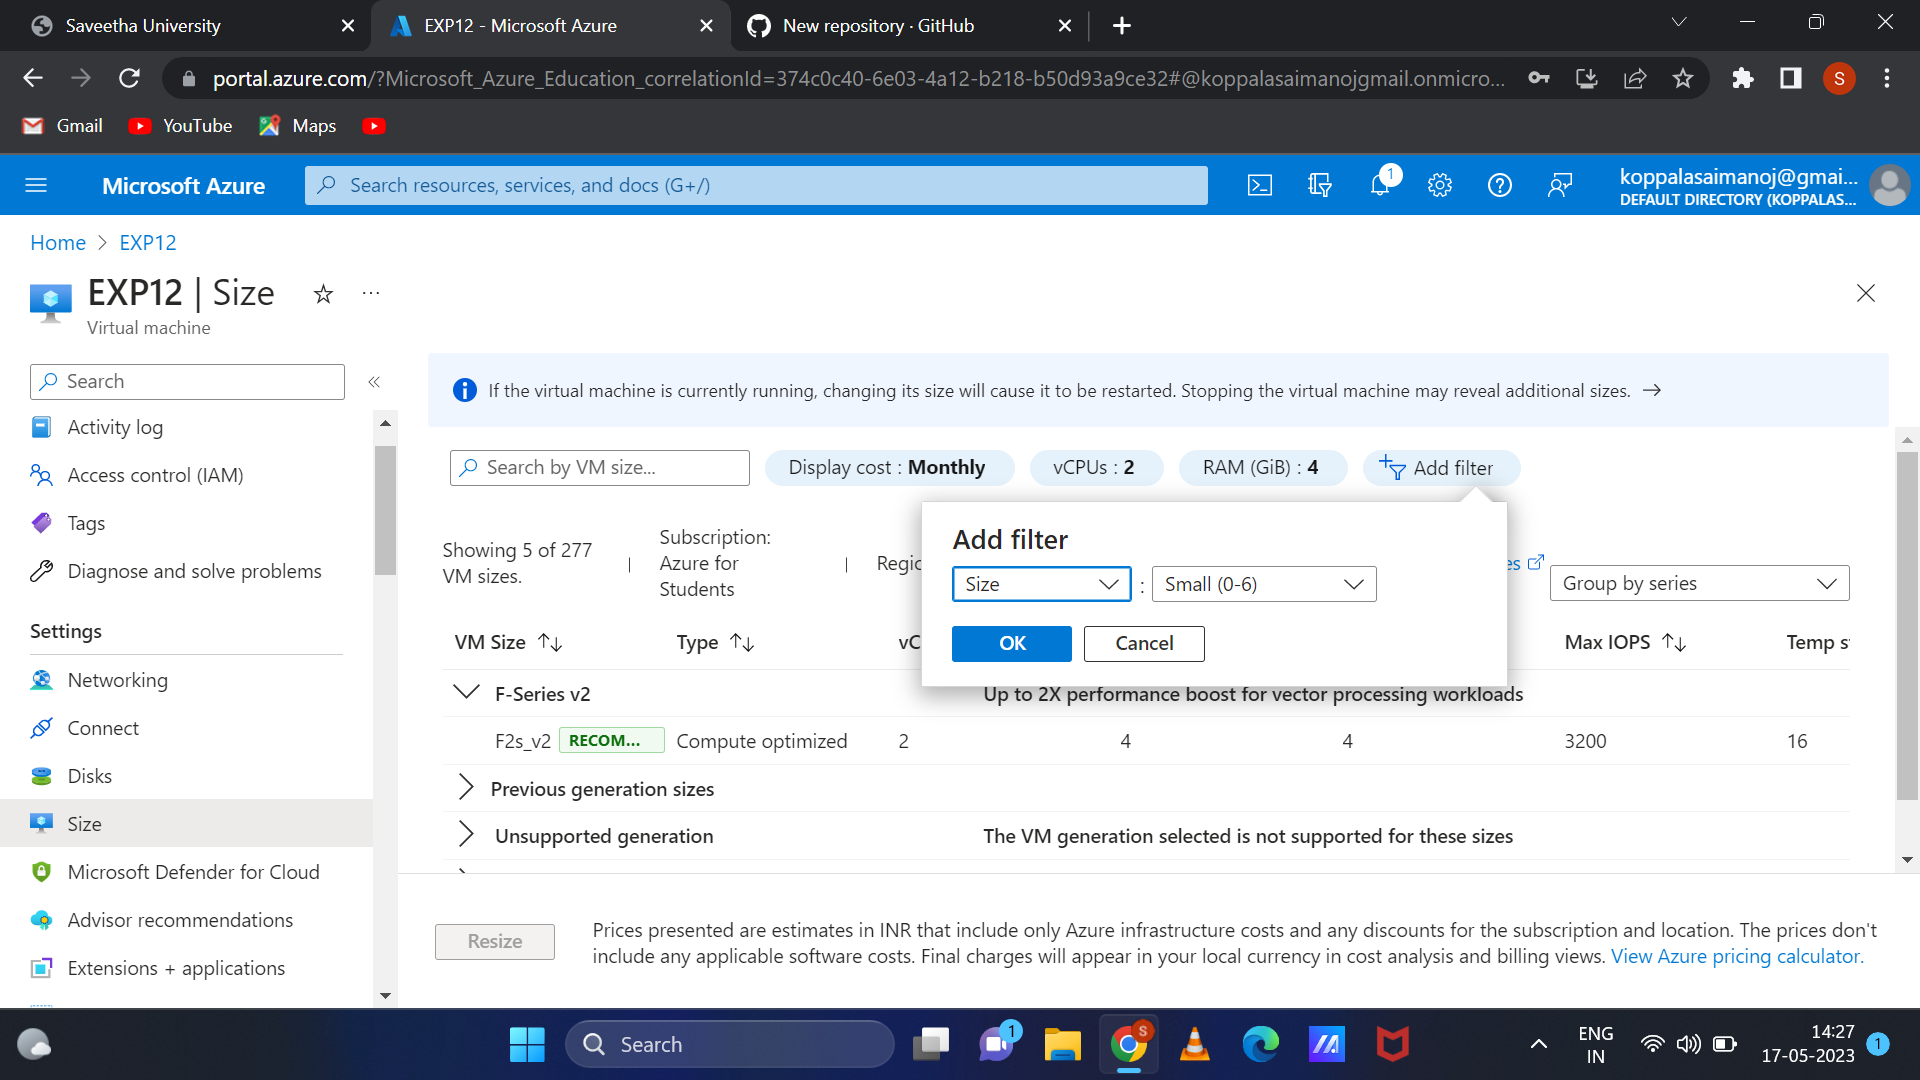 Saveetha University
EXP12 - Microsoft Azure
New repository · GitHub
portal.azure.com/?Microsoft_Azure_Education_correlationId=374c0c40-6e03-4a12-b218-b50d93a9ce32#@koppalasaimanojgmail.onmicro...
S
Gmail
YouTube
Maps
Microsoft Azure
Search resources, services, and docs (G+/)
1
koppalasaimanoj@gmai...
DEFAULT DIRECTORY (KOPPALAS...
Home > EXP12
EXP12 | Size
Virtual machine
Search
Activity log
Access control (IAM)
Tags
Diagnose and solve problems
Settings
Networking
Connect
Disks
Size
Microsoft Defender for Cloud
Advisor recommendations
Extensions + applications
If the virtual machine is currently running, changing its size will cause it to be restarted. Stopping the virtual machine may reveal additional sizes.
Search by VM size...
Display cost : Monthly
vCPUs : 2
RAM (GiB) : 4
Add filter
Showing 5 of 277
VM sizes.
Subscription:
Azure for
Students
Regio
Add filter
Size : Small (0-6)
OK Cancel
es
Group by series
VM Size Type vC Max IOPS Temp s
F-Series v2 Up to 2X performance boost for vector processing workloads
F2s_v2 RECOM... Compute optimized 2 4 4 3200 16
Previous generation sizes
Unsupported generation The VM generation selected is not supported for these sizes
Resize
Prices presented are estimates in INR that include only Azure infrastructure costs and any discounts for the subscription and location. The prices don't
include any applicable software costs. Final charges will appear in your local currency in cost analysis and billing views. View Azure pricing calculator.
Search
1
S
ENG
IN
14:27
17-05-2023
1